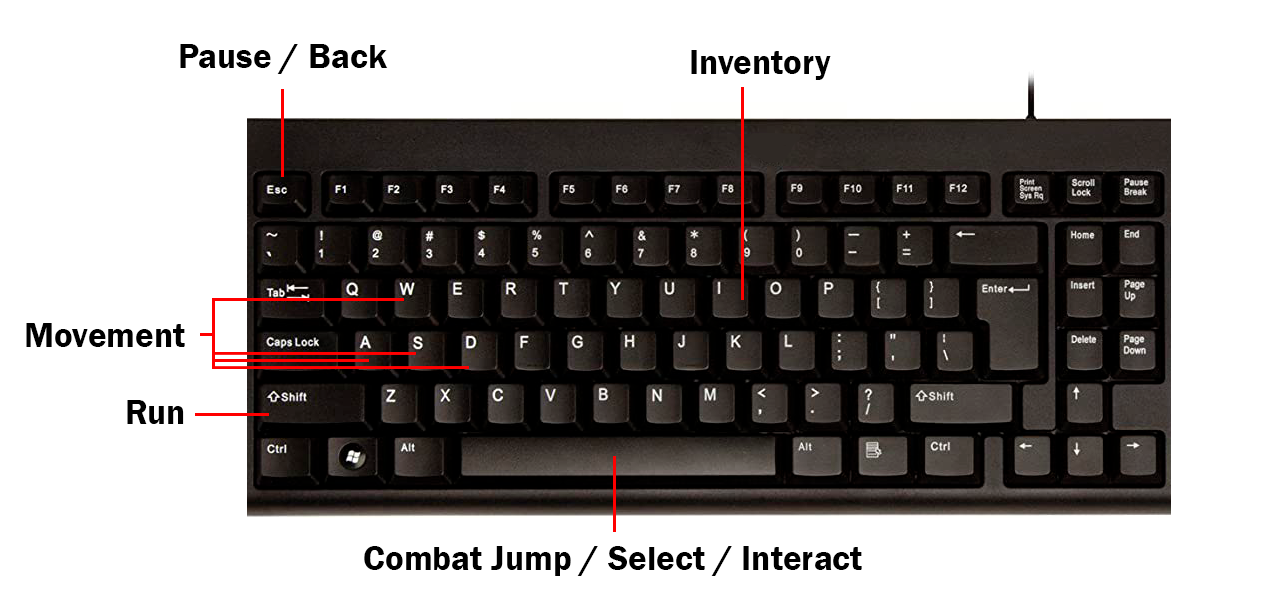 Pause / Back
Inventory
Esc F1 F2 F3 F4 F5 F6 F7 F8 F9 F10 F11 F12 Print Screen Sys Rq Scroll Lock Pause Break
~ ! @ # $ % ^ & * ( ) — + ← Home End
` 1 2 3 4 5 6 7 8 9 0 – =
Tab Q W E R T Y U I O P { [ } ] Enter Insert Page Up
Movement
Caps Lock A S D F G H J K L : ; " ' ¦ \ Delete Page Down
Run
Shift Z X C V B N M < , > . ? / Shift ↑
Ctrl Alt Alt Ctrl ← ↓ →
Combat Jump / Select / Interact